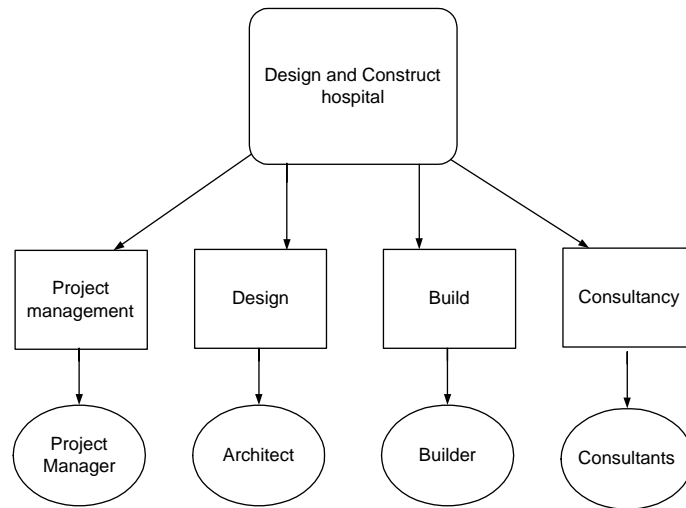 Design and Construct
hospital
Project
management
Design
Build
Consultancy
Project
Manager
Architect
Builder
Consultants